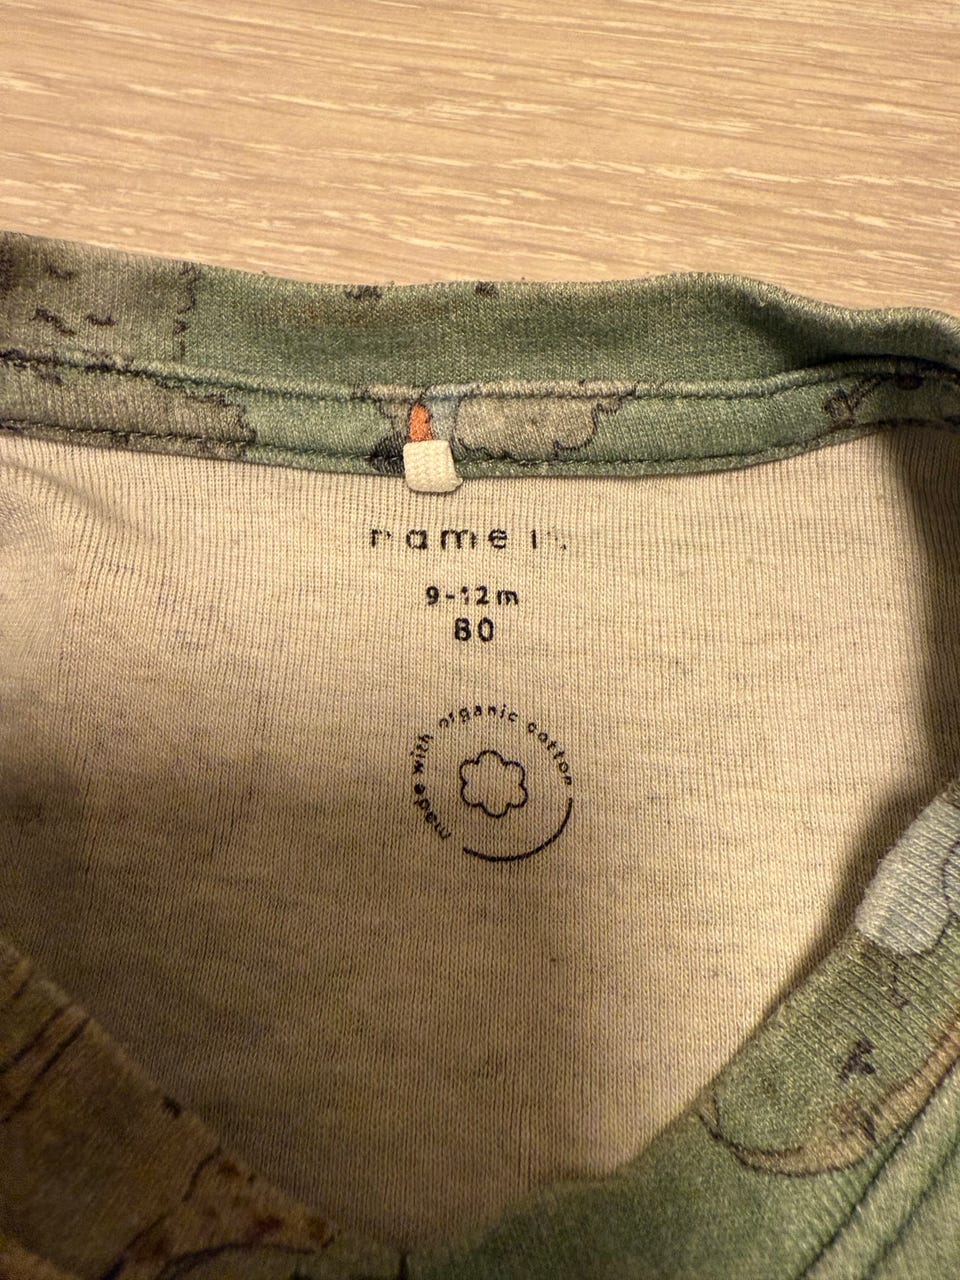 name it.
9-12m
80
made with organic cotton